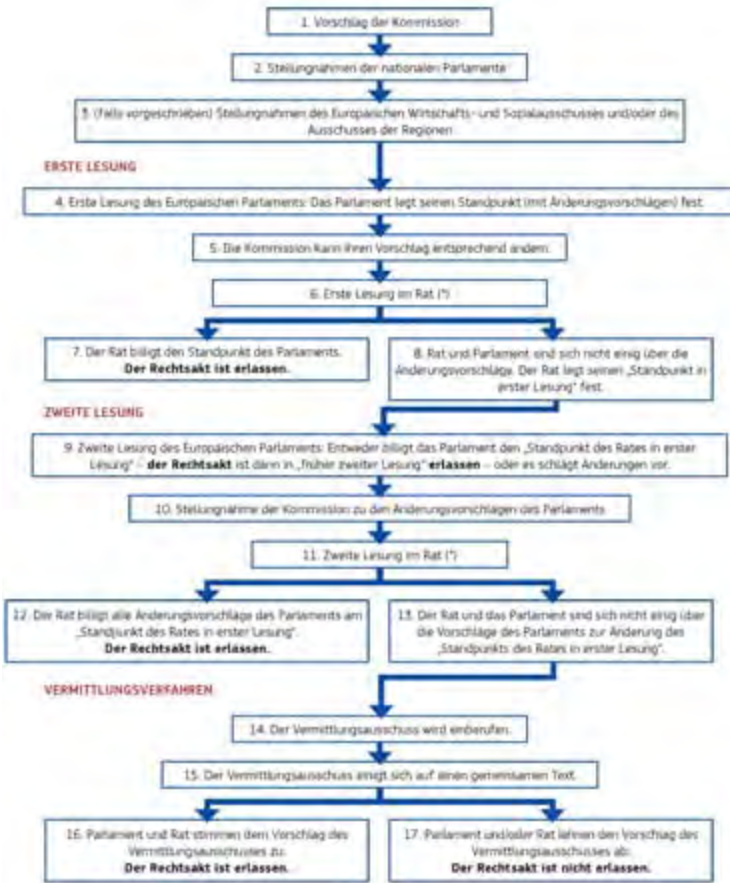 1. Vorschlag der Kommission
2. Stellungnahmen der nationalen Parlamente
3. (Falls vorgeschrieben) Stellungnahmen des Europäischen Wirtschafts- und Sozialausschusses und/oder des
Ausschusses der Regionen
ERSTE LESUNG
4. Erste Lesung des Europäischen Parlaments: Das Parlament legt seinen Standpunkt (mit Änderungsvorschlägen) fest.
5. Die Kommission kann ihren Vorschlag entsprechend ändern.
6. Erste Lesung im Rat (*)
7. Der Rat billigt den Standpunkt des Parlaments.
Der Rechtsakt ist erlassen.
8. Rat und Parlament sind sich nicht einig über die
Änderungsvorschläge. Der Rat legt seinen „Standpunkt in
erster Lesung“ fest.
ZWEITE LESUNG
9. Zweite Lesung des Europäischen Parlaments: Entweder billigt das Parlament den „Standpunkt des Rates in erster
Lesung“ – der Rechtsakt ist dann in „früher zweiter Lesung“ erlassen – oder es schlägt Änderungen vor.
10. Stellungnahme der Kommission zu den Änderungsvorschlägen des Parlaments
11. Zweite Lesung im Rat (*)
12. Der Rat billigt alle Änderungsvorschläge des Parlaments am
„Standpunkt des Rates in erster Lesung“.
Der Rechtsakt ist erlassen.
13. Der Rat und das Parlament sind sich nicht einig über
die Vorschläge des Parlaments zur Änderung des
„Standpunkts des Rates in erster Lesung“.
VERMITTLUNGSVERFAHREN
14. Der Vermittlungsausschuss wird einberufen.
15. Der Vermittlungsausschuss einigt sich auf einen gemeinsamen Text.
16. Parlament und Rat stimmen dem Vorschlag des
Vermittlungsausschusses zu.
Der Rechtsakt ist erlassen.
17. Parlament und/oder Rat lehnen den Vorschlag des
Vermittlungsausschusses ab.
Der Rechtsakt ist nicht erlassen.